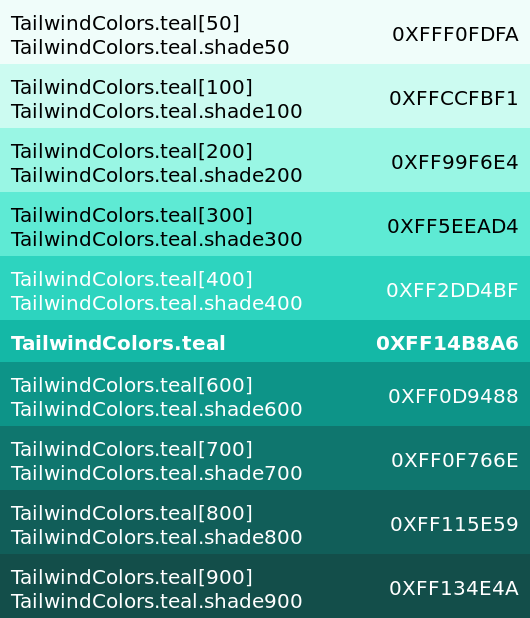 TailwindColors.teal[50]
TailwindColors.teal.shade50
0XFFF0FDFA
TailwindColors.teal[100]
TailwindColors.teal.shade100
0XFFCCFBF1
TailwindColors.teal[200]
TailwindColors.teal.shade200
0XFF99F6E4
TailwindColors.teal[300]
TailwindColors.teal.shade300
0XFF5EEAD4
TailwindColors.teal[400]
TailwindColors.teal.shade400
0XFF2DD4BF
TailwindColors.teal
0XFF14B8A6
TailwindColors.teal[600]
TailwindColors.teal.shade600
0XFF0D9488
TailwindColors.teal[700]
TailwindColors.teal.shade700
0XFF0F766E
TailwindColors.teal[800]
TailwindColors.teal.shade800
0XFF115E59
TailwindColors.teal[900]
TailwindColors.teal.shade900
0XFF134E4A